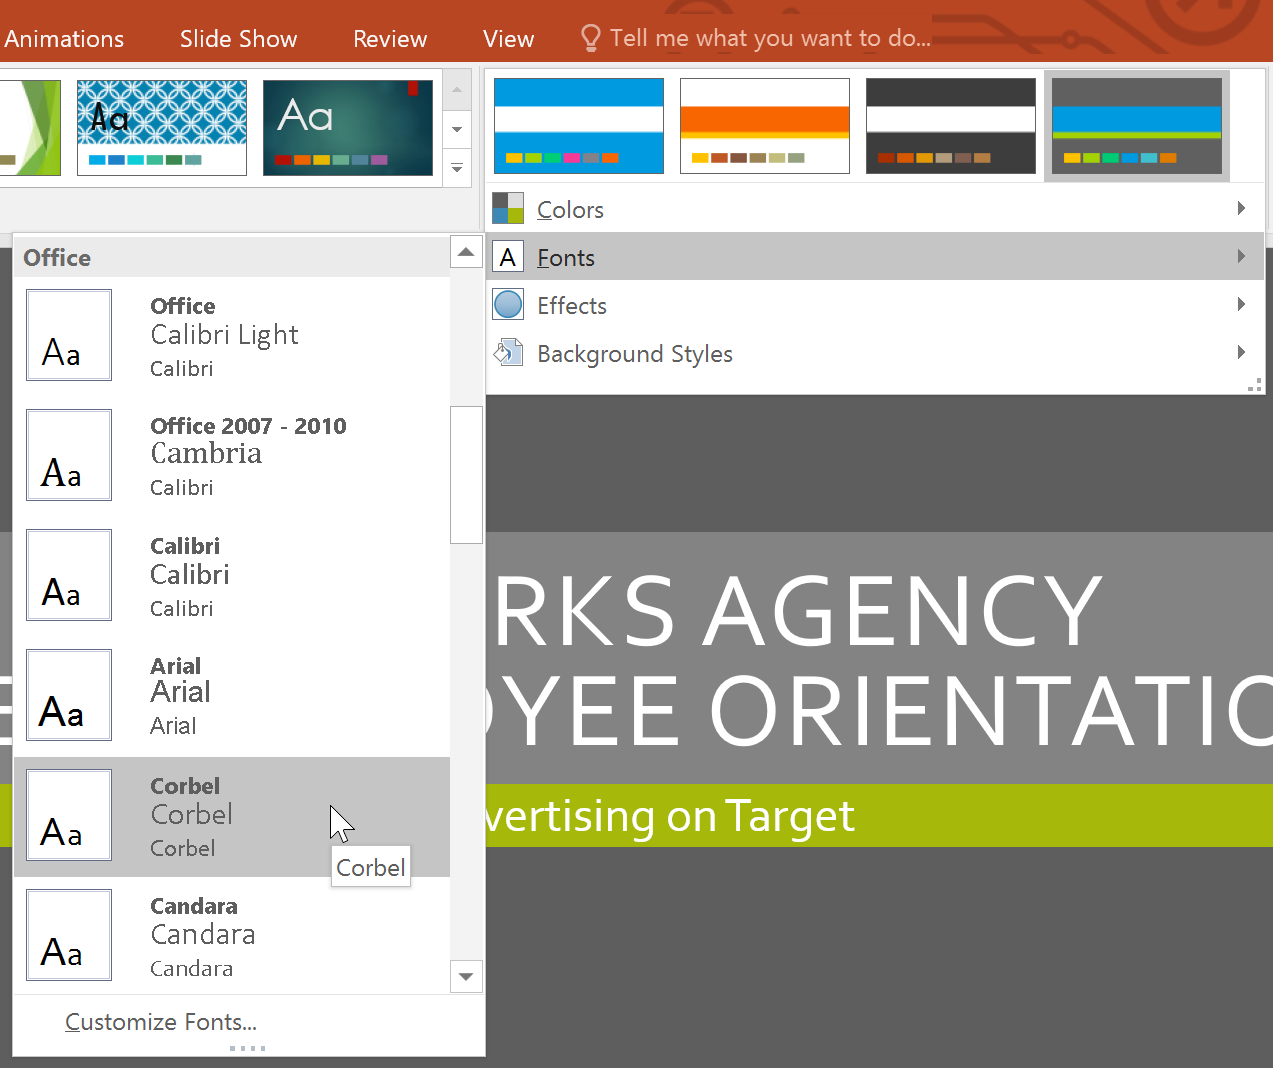 Animations Slide Show Review View Tell me what you want to do...
Aa Aa
Colors
Fonts
Effects
Background Styles
Office
Aa
Office
Calibri Light
Calibri
Aa
Office 2007 - 2010
Cambria
Calibri
Aa
Calibri
Calibri
Calibri
Aa
Arial
Arial
Arial
Aa
Corbel
Corbel
Corbel
Corbel
Aa
Candara
Candara
Candara
Customize Fonts...
RKS AGENCY
OYEE ORIENTATIO
vertising on Target